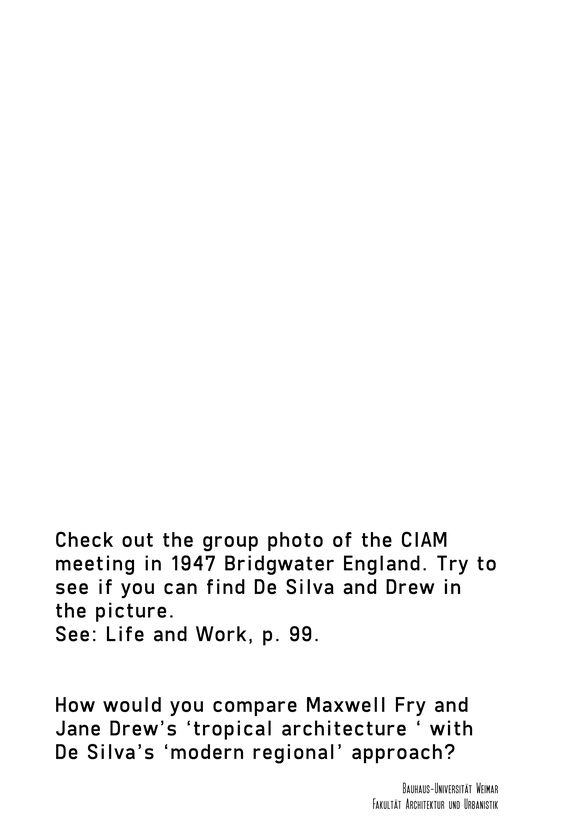 Check out the group photo of the CIAM
meeting in 1947 Bridgwater England. Try to
see if you can find De Silva and Drew in
the picture.
See: Life and Work, p. 99.
How would you compare Maxwell Fry and
Jane Drew’s ‘tropical architecture ‘ with
De Silva’s ‘modern regional’ approach?
Bauhaus-Universität Weimar
Fakultät Architektur und Urbanistik